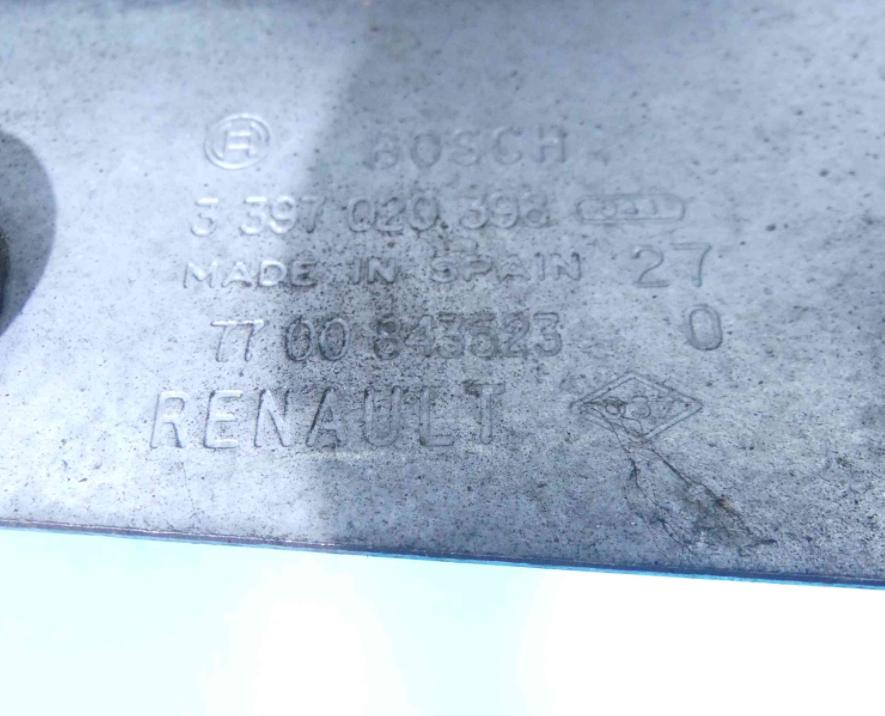 BOSCH
3 397 020 398
MADE IN SPAIN 27
77 00 843523 0
RENAULT